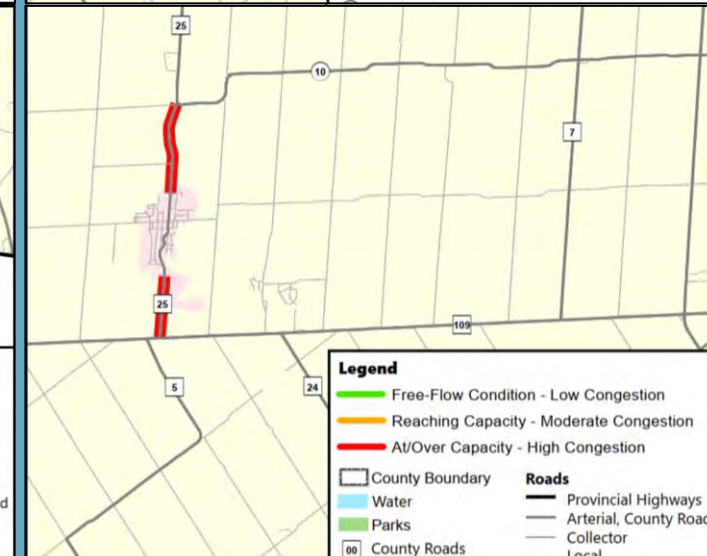 25
10
7
25
109
5
24
Legend
Free-Flow Condition - Low Congestion
Reaching Capacity - Moderate Congestion
At/Over Capacity - High Congestion
County Boundary
Water
Parks
00 County Roads
Roads
Provincial Highways
Arterial, County Road
Collector
Local
d